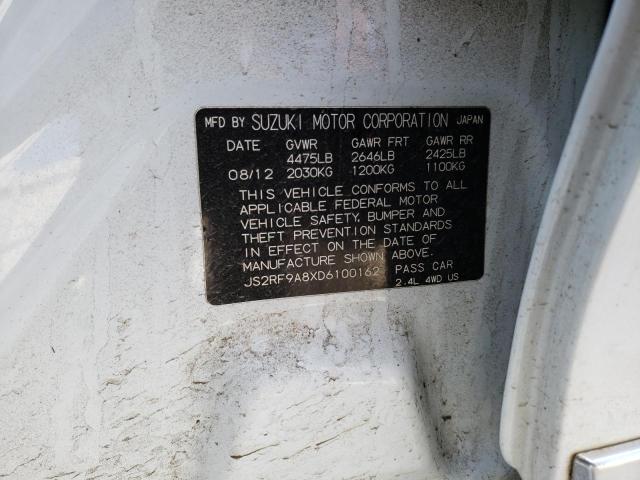 MFD BY SUZUKI MOTOR CORPORATION JAPAN
DATE GVWR GAWR FRT GAWR RR
4475LB 2646LB 2425LB
08/12 2030KG 1200KG 1100KG
THIS VEHICLE CONFORMS TO ALL
APPLICABLE FEDERAL MOTOR
VEHICLE SAFETY, BUMPER AND
THEFT PREVENTION STANDARDS
IN EFFECT ON THE DATE OF
MANUFACTURE SHOWN ABOVE.
JS2RF9A8XD6100162 PASS CAR
2.4L 4WD US